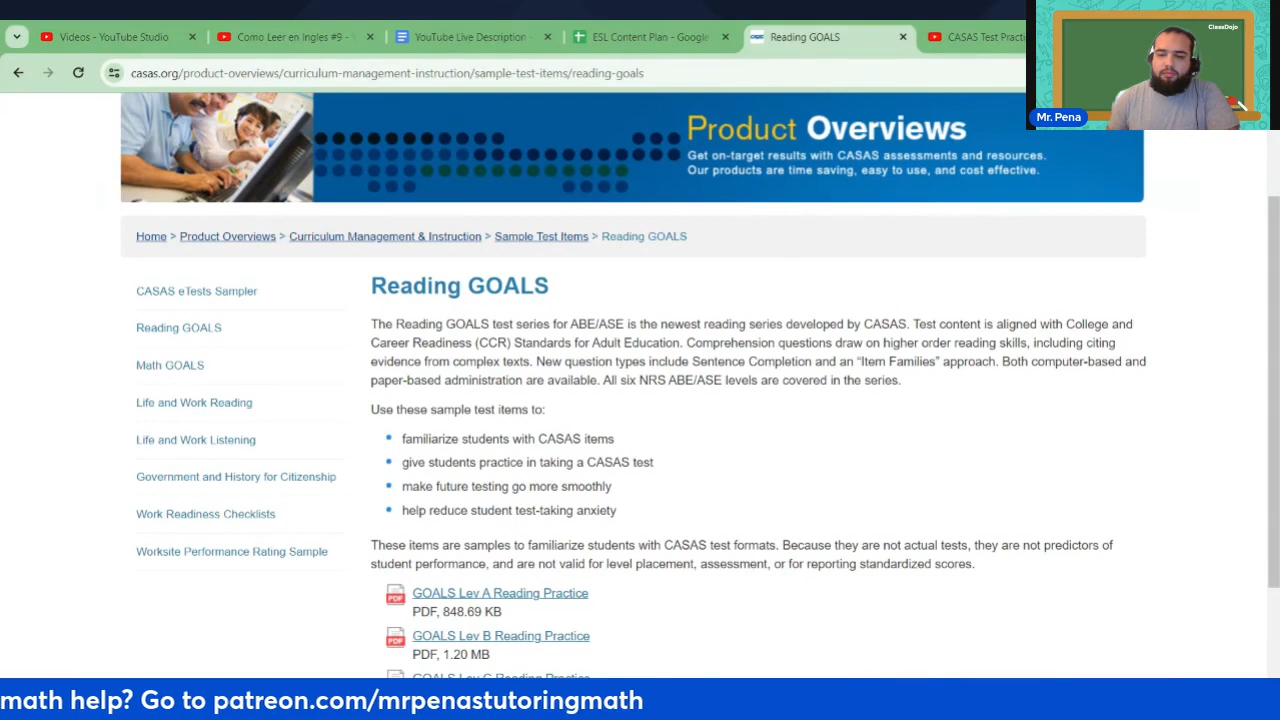 Videos - YouTube Studio
Como Leer en Ingles #9 -
YouTube Live Description -
ESL Content Plan - Google
Reading GOALS
CASAS Test Practi
casas.org/product-overviews/curriculum-management-instruction/sample-test-items/reading-goals
ClassDojo
Mr. Pena
Product Overviews
Get on-target results with CASAS assessments and resources.
Our products are time saving, easy to use, and cost effective.
Home > Product Overviews > Curriculum Management & Instruction > Sample Test Items > Reading GOALS
CASAS eTests Sampler
Reading GOALS
Math GOALS
Life and Work Reading
Life and Work Listening
Government and History for Citizenship
Work Readiness Checklists
Worksite Performance Rating Sample
Reading GOALS
The Reading GOALS test series for ABE/ASE is the newest reading series developed by CASAS. Test content is aligned with College and
Career Readiness (CCR) Standards for Adult Education. Comprehension questions draw on higher order reading skills, including citing
evidence from complex texts. New question types include Sentence Completion and an “Item Families” approach. Both computer-based and
paper-based administration are available. All six NRS ABE/ASE levels are covered in the series.
Use these sample test items to:
familiarize students with CASAS items
give students practice in taking a CASAS test
make future testing go more smoothly
help reduce student test-taking anxiety
These items are samples to familiarize students with CASAS test formats. Because they are not actual tests, they are not predictors of
student performance, and are not valid for level placement, assessment, or for reporting standardized scores.
PDF GOALS Lev A Reading Practice
PDF, 848.69 KB
PDF GOALS Lev B Reading Practice
PDF, 1.20 MB
GOALS Lev C Reading Practice
math help? Go to patreon.com/mrpenastutoringmath